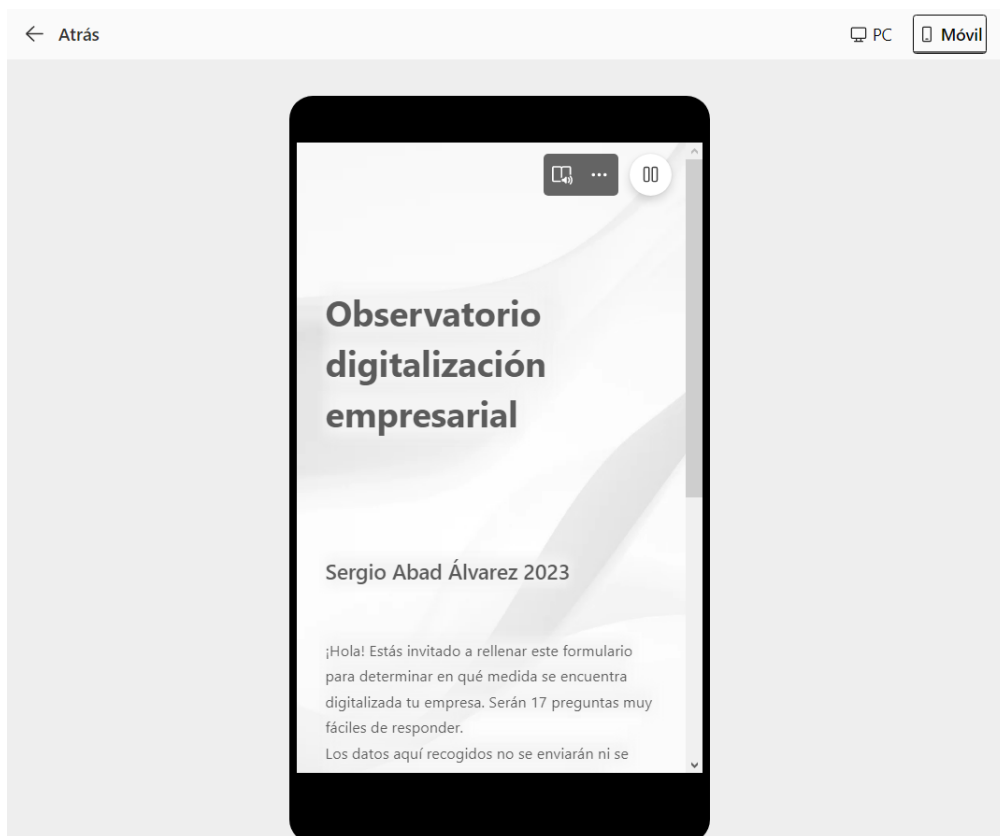 Atrás
PC
Móvil
Observatorio
digitalización
empresarial
Sergio Abad Álvarez 2023
¡Hola! Estás invitado a rellenar este formulario
para determinar en qué medida se encuentra
digitalizada tu empresa. Serán 17 preguntas muy
fáciles de responder.
Los datos aquí recogidos no se enviarán ni se